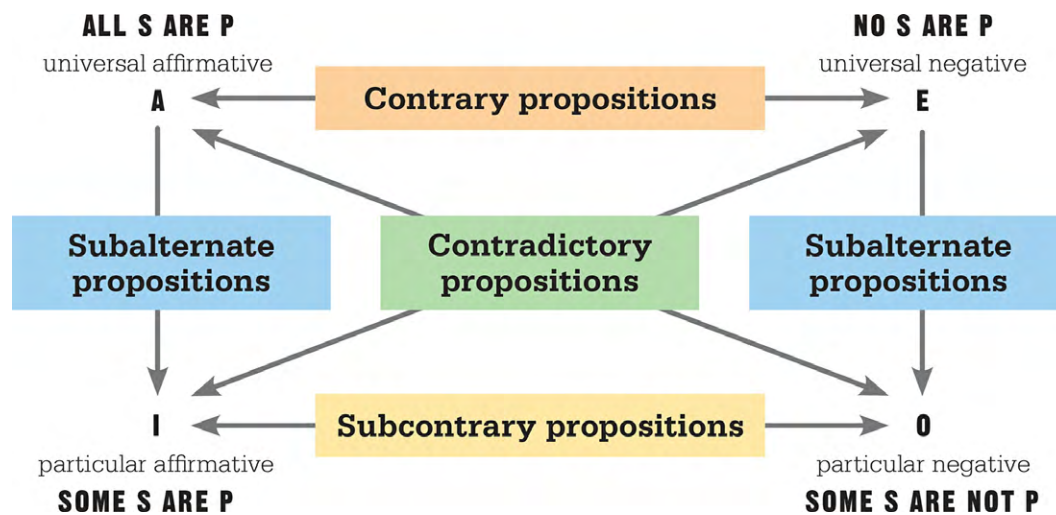 ALL S ARE P
NO S ARE P
universal affirmative
universal negative
A
Contrary propositions
E
Subalternate
propositions
Contradictory
propositions
Subalternate
propositions
I
Subcontrary propositions
O
particular affirmative
particular negative
SOME S ARE P
SOME S ARE NOT P